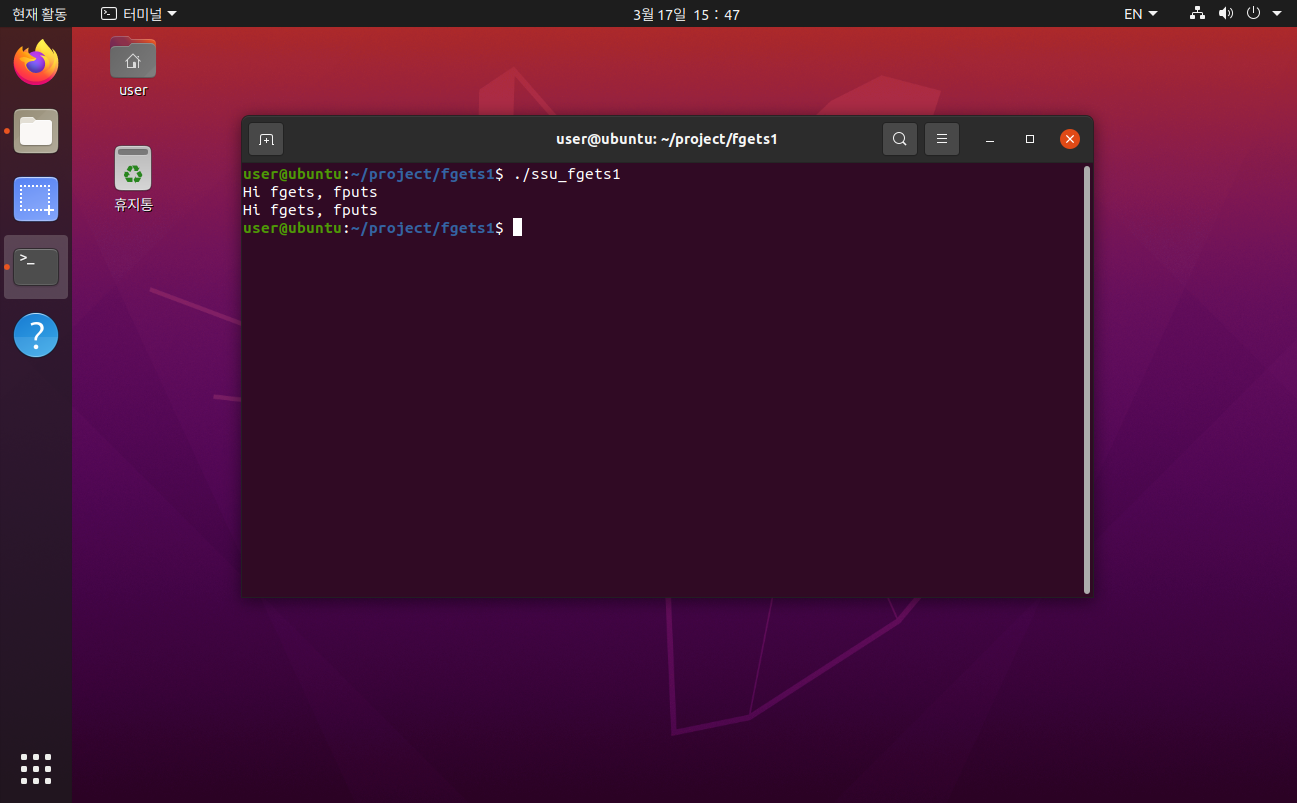 현재 활동
터미널
3월 17일 15 : 47
EN
user
휴지통
user@ubuntu: ~/project/fgets1
user@ubuntu:~/project/fgets1$ ./ssu_fgets1
Hi fgets, fputs
Hi fgets, fputs
user@ubuntu:~/project/fgets1$